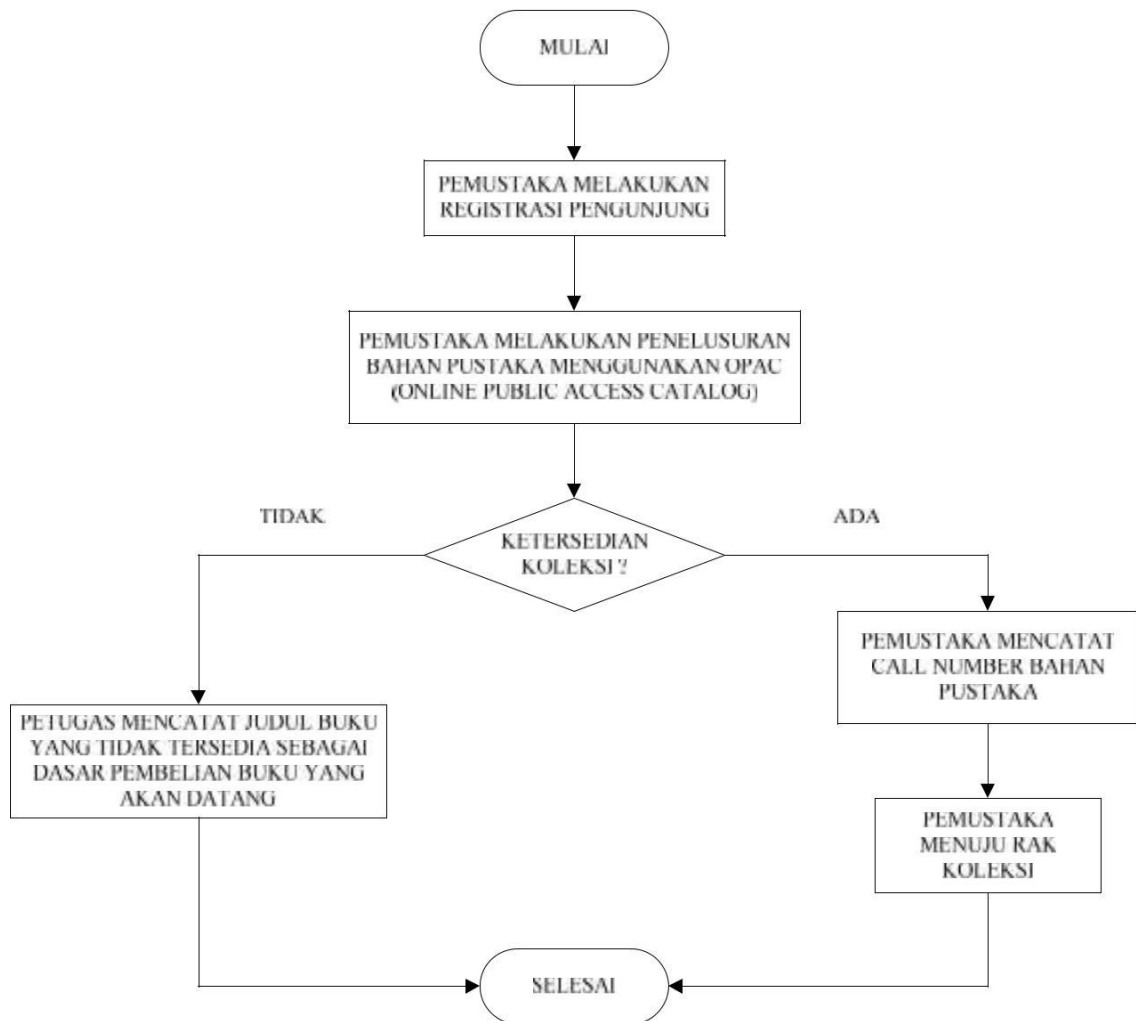 MULAI
PEMUSTAKA MELAKUKAN
REGISTRASI PENGUNJUNG
PEMUSTAKA MELAKUKAN PENELUSURAN
BAHAN PUSTAKA MENGGUNAKAN OPAC
(ONLINE PUBLIC ACCESS CATALOG)
TIDAK
ADA
KETERSEDIAN
KOLEKSI ?
PEMUSTAKA MENCATAT
CALL NUMBER BAHAN
PUSTAKA
PETUGAS MENCATAT JUDUL BUKU
YANG TIDAK TERSEDIA SEBAGAI
DASAR PEMBELIAN BUKU YANG
AKAN DATANG
PEMUSTAKA
MENUJU RAK
KOLEKSI
SELESAI